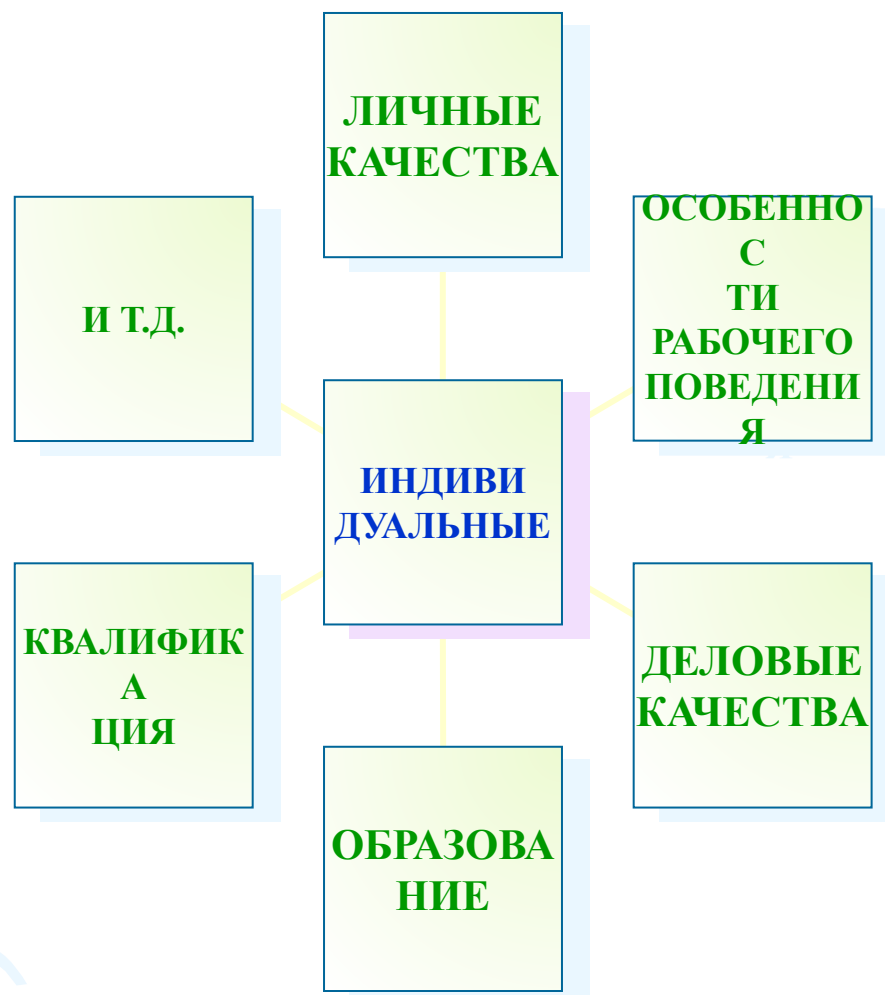 ЛИЧНЫЕ
КАЧЕСТВА
И Т.Д.
ОСОБЕННО
С
ТИ
РАБОЧЕГО
ПОВЕДЕНИ
Я
ИНДИВИ
ДУАЛЬНЫЕ
КВАЛИФИК
А
ЦИЯ
ДЕЛОВЫЕ
КАЧЕСТВА
ОБРАЗОВА
НИЕ